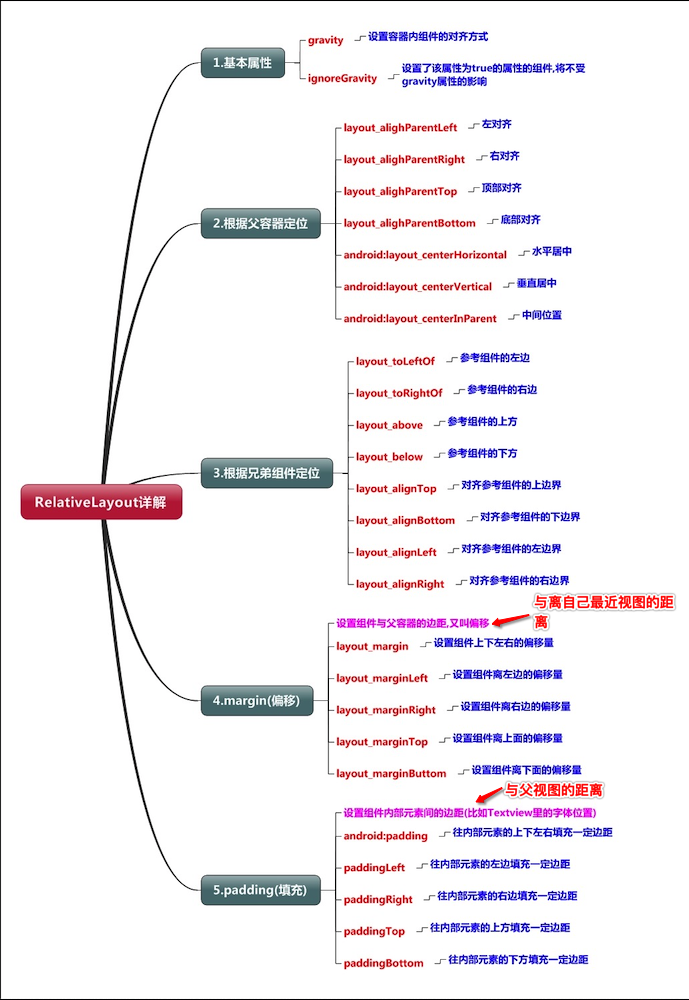 RelativeLayout详解
1.基本属性
gravity
设置容器内组件的对齐方式
ignoreGravity
设置了该属性为true的属性的组件,将不受
gravity属性的影响
2.根据父容器定位
layout_alighParentLeft
左对齐
layout_alighParentRight
右对齐
layout_alighParentTop
顶部对齐
layout_alighParentBottom
底部对齐
android:layout_centerHorizontal
水平居中
android:layout_centerVertical
垂直居中
android:layout_centerInParent
中间位置
3.根据兄弟组件定位
layout_toLeftOf
参考组件的左边
layout_toRightOf
参考组件的右边
layout_above
参考组件的上方
layout_below
参考组件的下方
layout_alignTop
对齐参考组件的上边界
layout_alignBottom
对齐参考组件的下边界
layout_alignLeft
对齐参考组件的左边界
layout_alignRight
对齐参考组件的右边界
4.margin(偏移)
设置组件与父容器的边距,又叫偏移
与离自己最近视图的距
离
layout_margin
设置组件上下左右的偏移量
layout_marginLeft
设置组件离左边的偏移量
layout_marginRight
设置组件离右边的偏移量
layout_marginTop
设置组件离上面的偏移量
layout_marginButtom
设置组件离下面的偏移量
5.padding(填充)
与父视图的距离
设置组件内部元素间的边距(比如Textview里的字体位置)
android:padding
往内部元素的上下左右填充一定边距
paddingLeft
往内部元素的左边填充一定边距
paddingRight
往内部元素的右边填充一定边距
paddingTop
往内部元素的上方填充一定边距
paddingBottom
往内部元素的下方填充一定边距